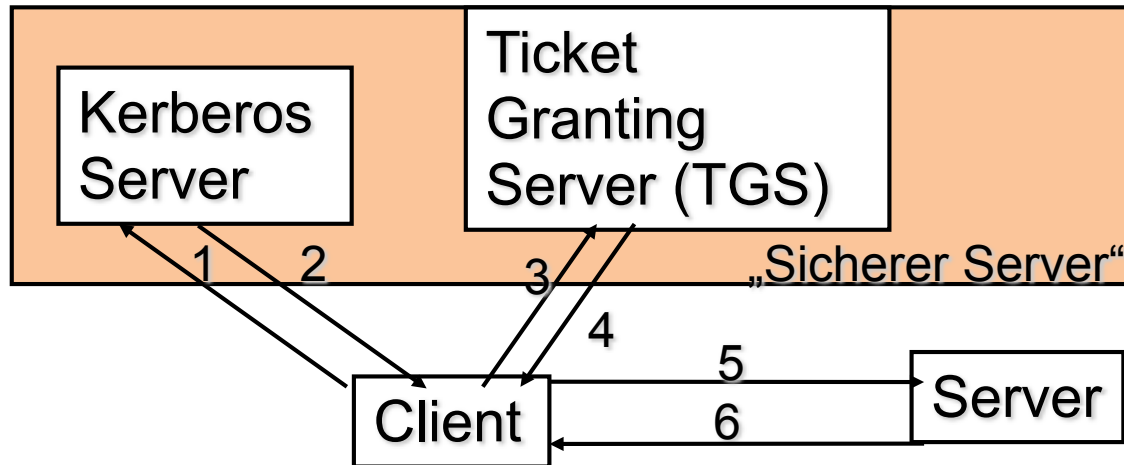 Kerberos
Server
Ticket
Granting
Server (TGS)
„Sicherer Server“
1
2
3
4
5
6
Client
Server